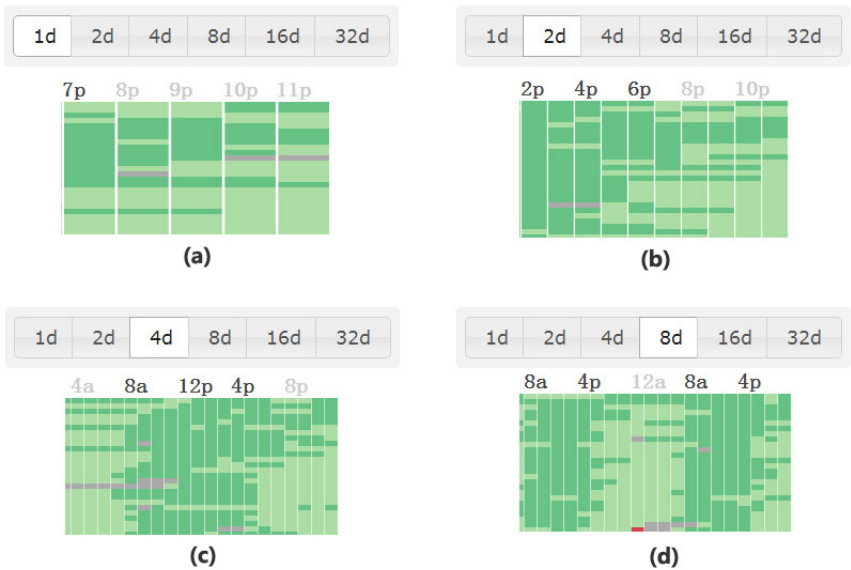 1d 2d 4d 8d 16d 32d
7p 8p 9p 10p 11p
(a)
1d 2d 4d 8d 16d 32d
2p 4p 6p 8p 10p
(b)
1d 2d 4d 8d 16d 32d
4a 8a 12p 4p 8p
(c)
1d 2d 4d 8d 16d 32d
8a 4p 12a 8a 4p
(d)